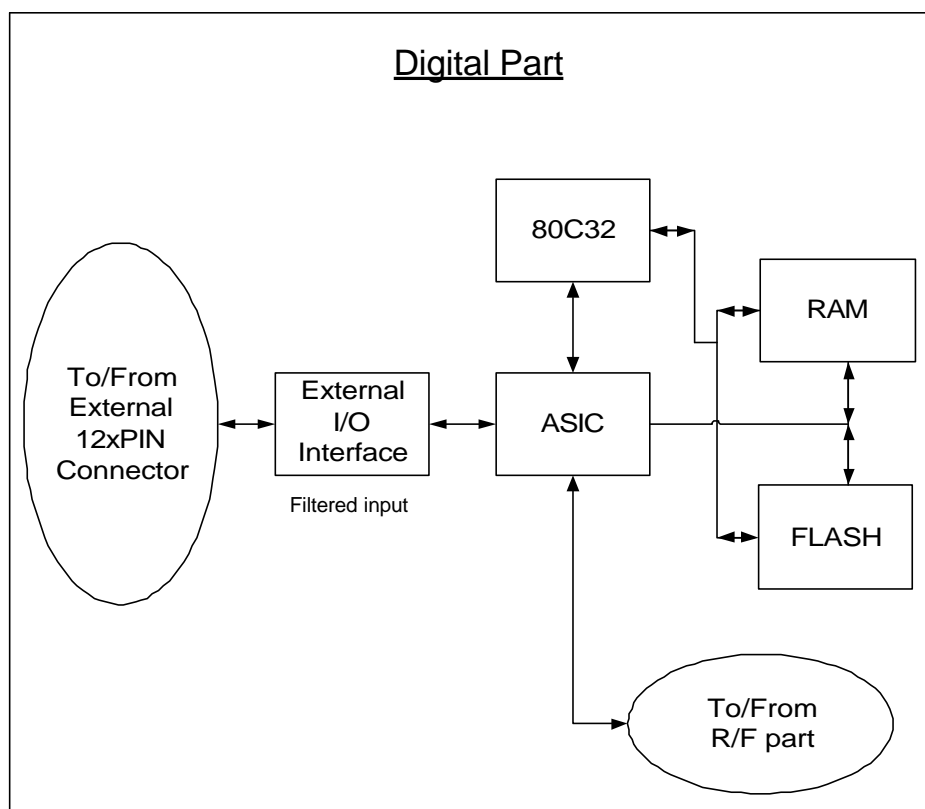 Digital Part
80C32
RAM
To/From
External
12xPIN
Connector
External
I/O
Interface
ASIC
Filtered input
FLASH
To/From
R/F part